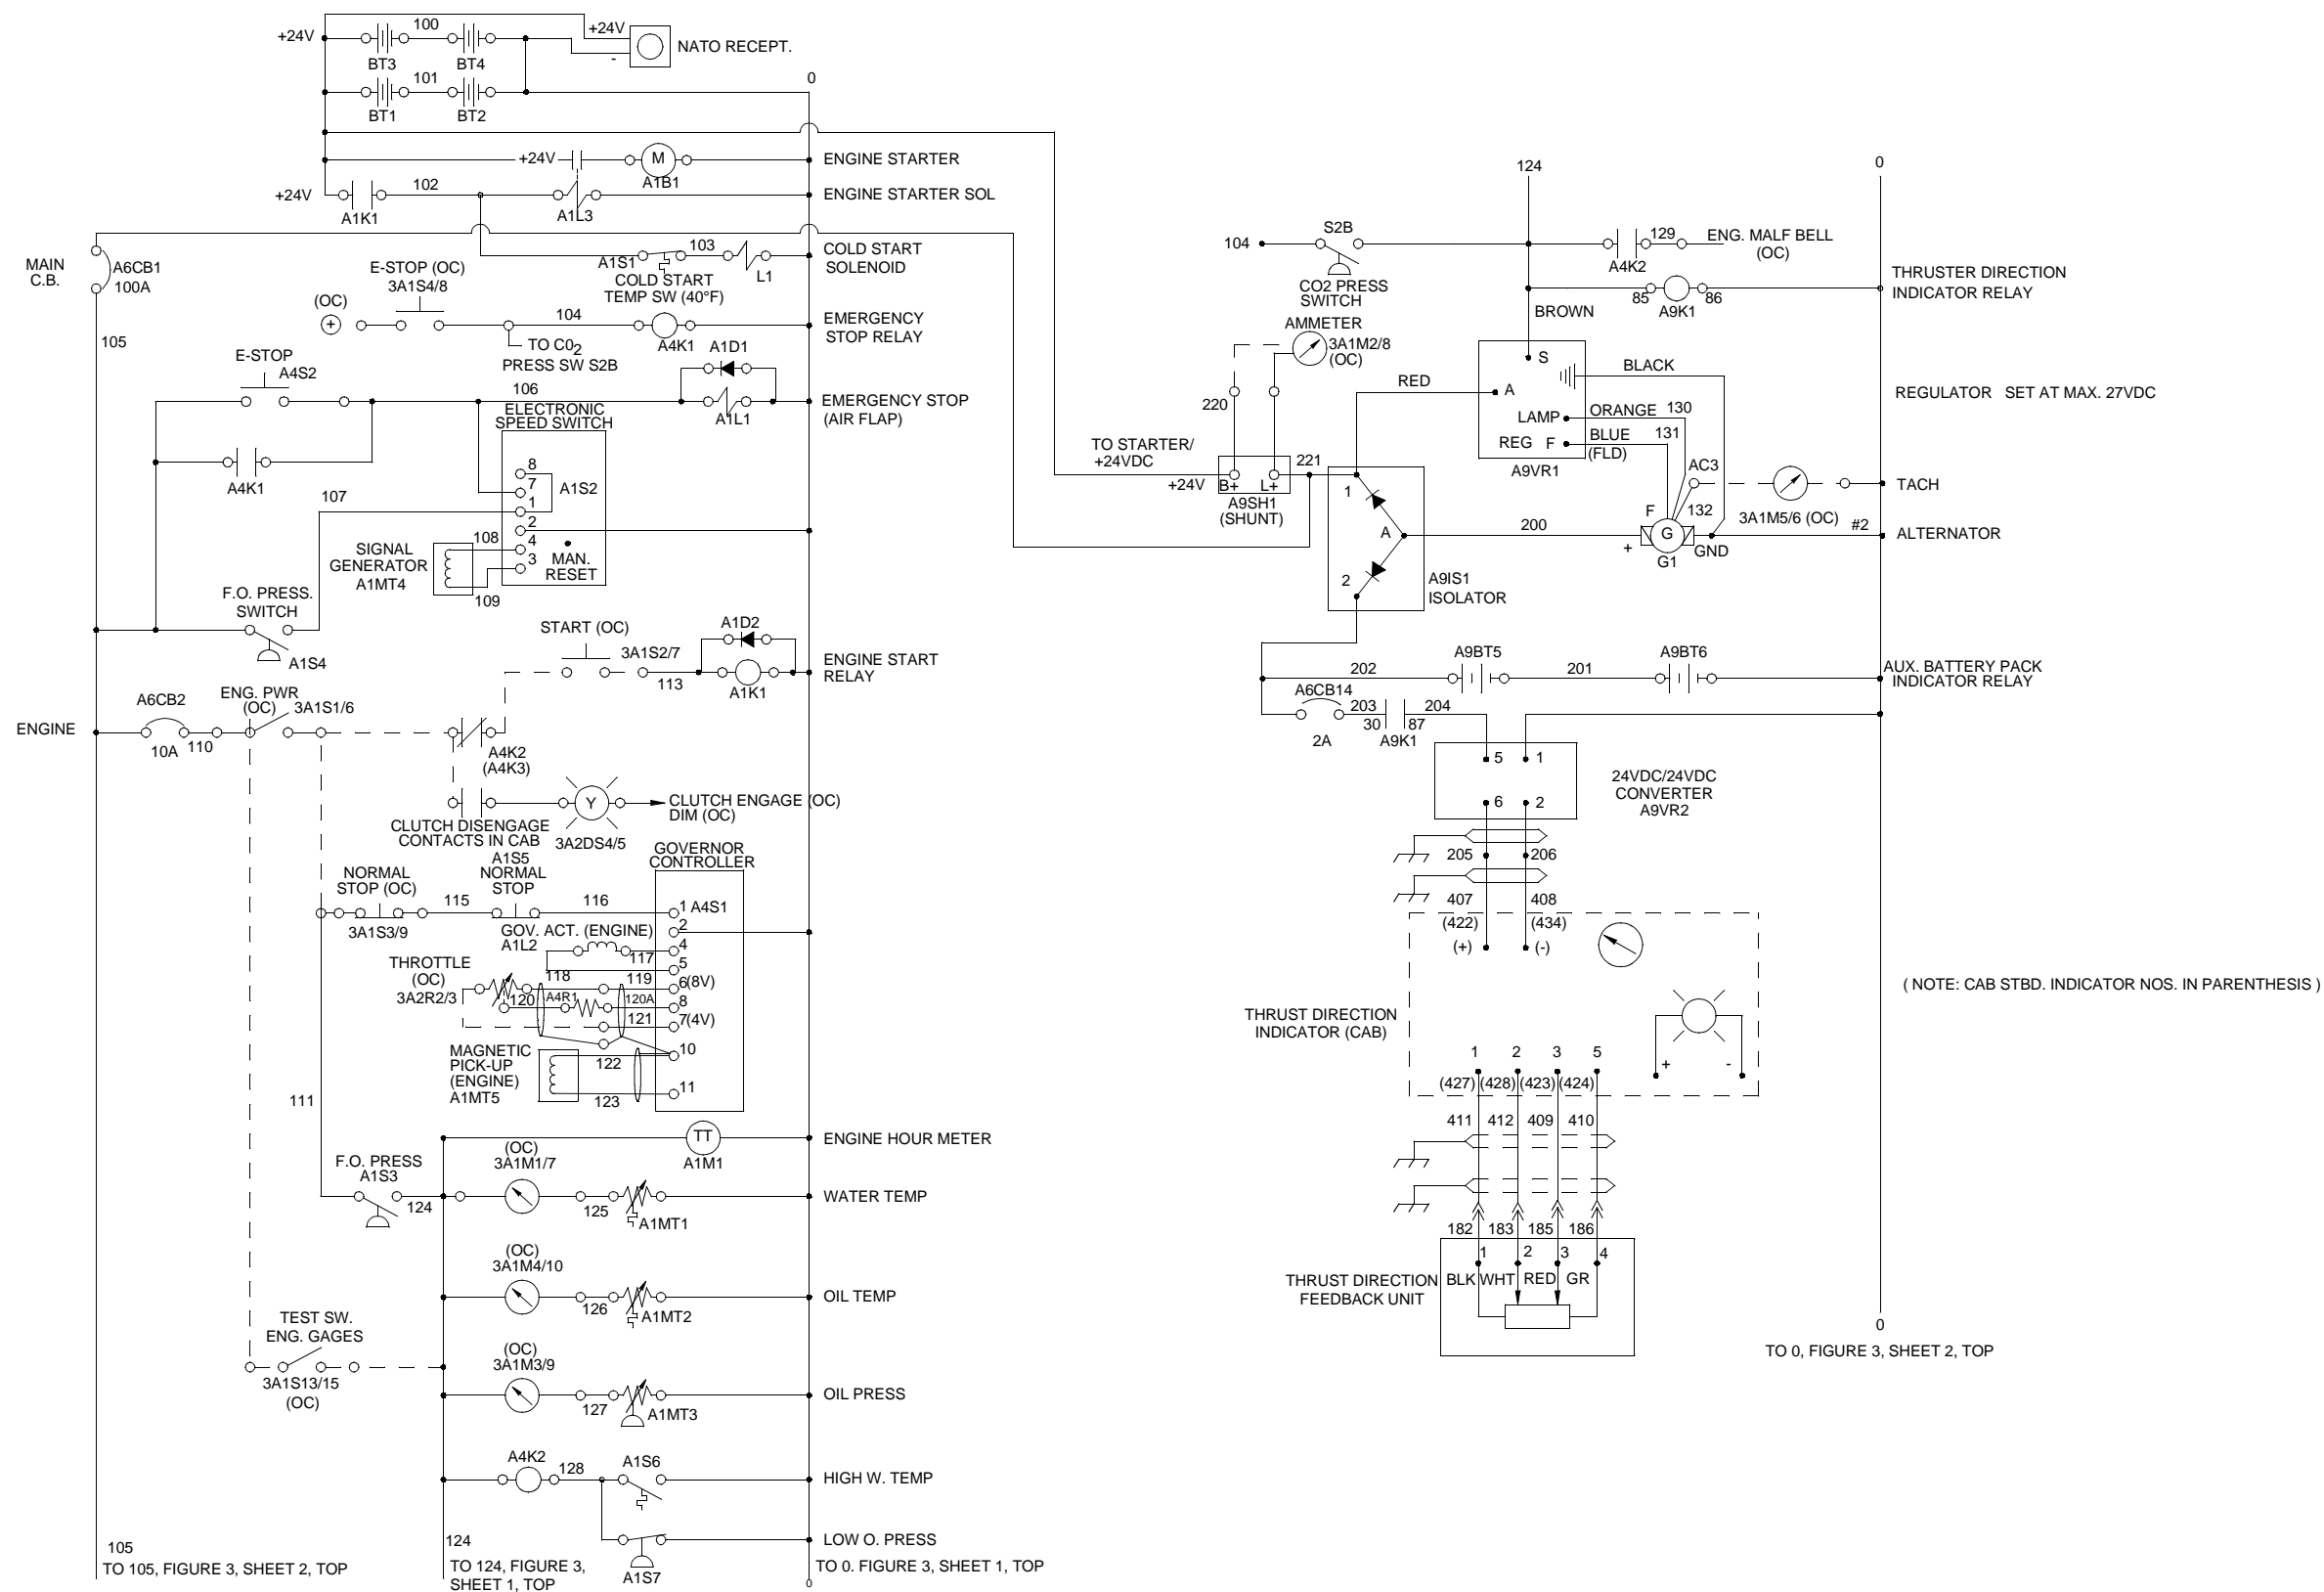 100
+24V
+24V
NATO RECEPT.
-
BT3
BT4
101
0
BT1
BT2
+24V
M
ENGINE STARTER
A1B1
+24V
102
ENGINE STARTER SOL
A1K1
A1L3
MAIN
C.B.
A6CB1
100A
A1S1
103
COLD START
SOLENOID
L1
COLD START
TEMP SW (40°F)
E-STOP (OC)
3A1S4/8
(OC)
+
104
EMERGENCY
STOP RELAY
TO C02
PRESS SW S2B
A4K1
105
E-STOP
A4S2
A1D1
106
EMERGENCY STOP
(AIR FLAP)
A1L1
ELECTRONIC
SPEED SWITCH
A4K1
8
7
1
2
4
3
A1S2
107
MAN.
RESET
SIGNAL
GENERATOR
A1MT4
108
109
F.O. PRESS.
SWITCH
A1S4
START (OC)
3A1S2/7
A1D2
ENGINE START
RELAY
113
A1K1
ENGINE
A6CB2
10A
110
ENG. PWR
(OC)
3A1S1/6
A4K2
(A4K3)
Y
CLUTCH ENGAGE (OC)
DIM (OC)
CLUTCH DISENGAGE
CONTACTS IN CAB
3A2DS4/5
GOVERNOR
CONTROLLER
NORMAL
STOP (OC)
A1S5
NORMAL
STOP
115
116
1 A4S1
3A1S3/9
2
GOV. ACT. (ENGINE)
A1L2
4
117
5
THROTTLE
(OC)
3A2R2/3
118
119
6(8V)
120
A4R1
120A
8
121
7(4V)
MAGNETIC
PICK-UP
(ENGINE)
A1MT5
122
10
123
11
111
TT
ENGINE HOUR METER
A1M1
F.O. PRESS
A1S3
(OC)
3A1M1/7
124
125
A1MT1
WATER TEMP
(OC)
3A1M4/10
126
A1MT2
OIL TEMP
TEST SW.
ENG. GAGES
3A1S13/15
(OC)
(OC)
3A1M3/9
127
A1MT3
OIL PRESS
A4K2
128
A1S6
HIGH W. TEMP
124
LOW O. PRESS
A1S7
105
TO 105, FIGURE 3, SHEET 2, TOP
TO 124, FIGURE 3,
SHEET 1, TOP
TO 0. FIGURE 3, SHEET 1, TOP
0
124
0
104
S2B
CO2 PRESS
SWITCH
129
A4K2
ENG. MALF BELL
(OC)
THRUSTER DIRECTION
INDICATOR RELAY
85
86
A9K1
BROWN
AMMETER
3A1M2/8
(OC)
S
BLACK
RED
A
REGULATOR SET AT MAX. 27VDC
220
LAMP
ORANGE 130
REG F
BLUE
(FLD)
131
A9VR1
TO STARTER/
+24VDC
+24V
B+
L+
221
A9SH1
(SHUNT)
1
A
2
A9IS1
ISOLATOR
200
AC3
TACH
3A1M5/6 (OC)
F
132
G
+
G1
GND
#2
ALTERNATOR
202
A9BT5
201
A9BT6
AUX. BATTERY PACK
INDICATOR RELAY
A6CB14
2A
203
30
87
A9K1
204
5
1
6
2
24VDC/24VDC
CONVERTER
A9VR2
205
206
407
408
(422)
(434)
(+)
(-)
( NOTE: CAB STBD. INDICATOR NOS. IN PARENTHESIS )
THRUST DIRECTION
INDICATOR (CAB)
+
-
1 2 3 5
(427) (428) (423) (424)
411 412 409 410
182 183 185 186
1 2 3 4
BLK WHT RED GR
THRUST DIRECTION
FEEDBACK UNIT
0
TO 0, FIGURE 3, SHEET 2, TOP